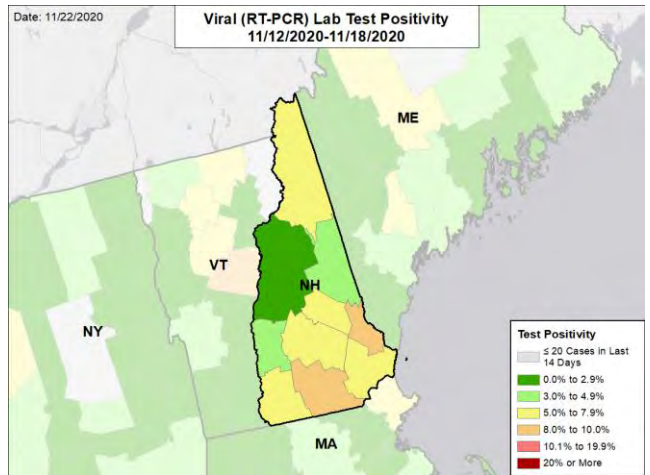 Date: 11/22/2020
Viral (RT-PCR) Lab Test Positivity
11/12/2020-11/18/2020
ME
VT
NH
NY
MA
Test Positivity
≤ 20 Cases in Last
14 Days
0.0% to 2.9%
3.0% to 4.9%
5.0% to 7.9%
8.0% to 10.0%
10.1% to 19.9%
20% or More